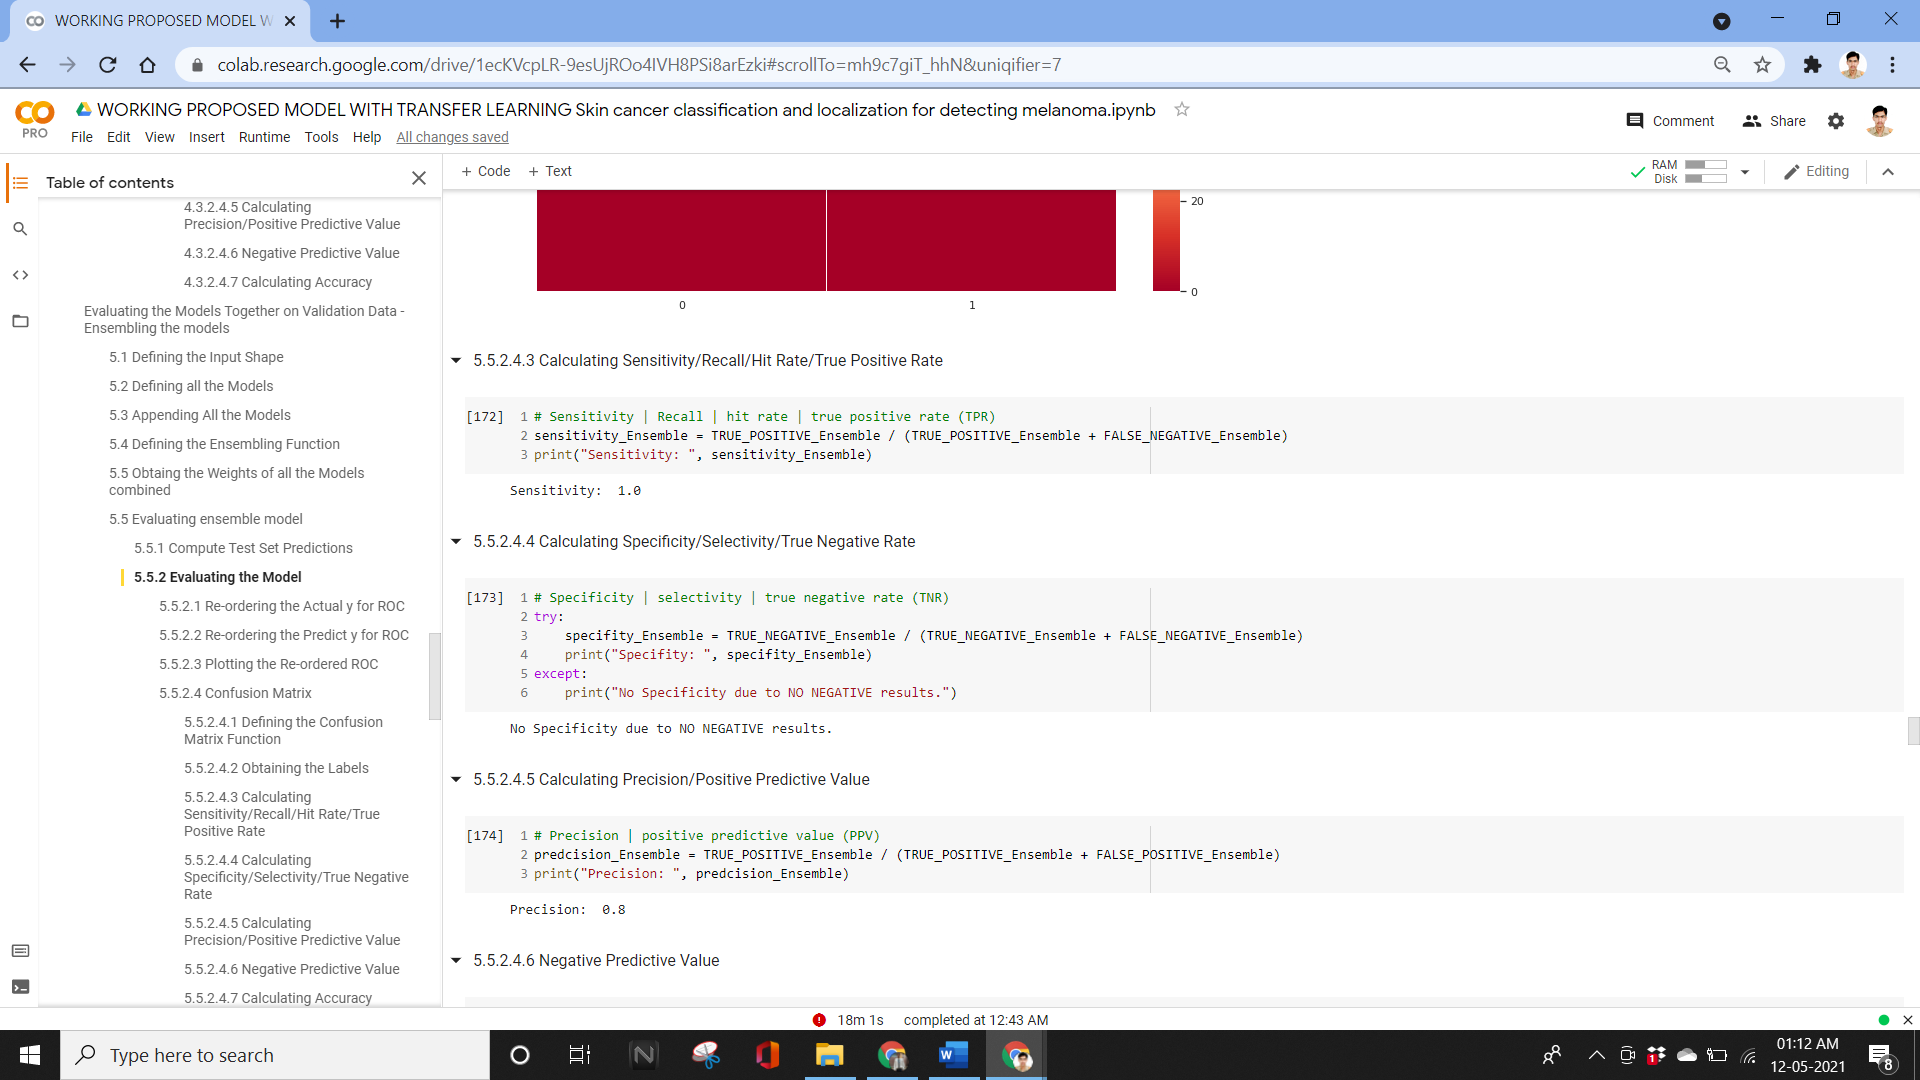 WORKING PROPOSED MODEL W
colab.research.google.com/drive/1ecKVcpLR-9esUjROo4IVH8PSi8arEzki#scrollTo=mh9c7giT_hhN&uniqifier=7
PRO
WORKING PROPOSED MODEL WITH TRANSFER LEARNING Skin cancer classification and localization for detecting melanoma.ipynb
File Edit View Insert Runtime Tools Help All changes saved
Comment Share
Table of contents
4.3.2.4.5 Calculating
Precision/Positive Predictive Value
4.3.2.4.6 Negative Predictive Value
4.3.2.4.7 Calculating Accuracy
Evaluating the Models Together on Validation Data -
Ensembling the models
5.1 Defining the Input Shape
5.2 Defining all the Models
5.3 Appending All the Models
5.4 Defining the Ensembling Function
5.5 Obtaing the Weights of all the Models
combined
5.5 Evaluating ensemble model
5.5.1 Compute Test Set Predictions
5.5.2 Evaluating the Model
5.5.2.1 Re-ordering the Actual y for ROC
5.5.2.2 Re-ordering the Predict y for ROC
5.5.2.3 Plotting the Re-ordered ROC
5.5.2.4 Confusion Matrix
5.5.2.4.1 Defining the Confusion
Matrix Function
5.5.2.4.2 Obtaining the Labels
5.5.2.4.3 Calculating
Sensitivity/Recall/Hit Rate/True
Positive Rate
5.5.2.4.4 Calculating
Specificity/Selectivity/True Negative
Rate
5.5.2.4.5 Calculating
Precision/Positive Predictive Value
5.5.2.4.6 Negative Predictive Value
5.5.2.4.7 Calculating Accuracy
+ Code + Text
RAM
Disk
Editing
20
0
0 1
5.5.2.4.3 Calculating Sensitivity/Recall/Hit Rate/True Positive Rate
[172] 1 # Sensitivity | Recall | hit rate | true positive rate (TPR)
2 sensitivity_Ensemble = TRUE_POSITIVE_Ensemble / (TRUE_POSITIVE_Ensemble + FALSE_NEGATIVE_Ensemble)
3 print("Sensitivity: ", sensitivity_Ensemble)
Sensitivity:  1.0
5.5.2.4.4 Calculating Specificity/Selectivity/True Negative Rate
[173] 1 # Specificity | selectivity | true negative rate (TNR)
2 try:
3     specifity_Ensemble = TRUE_NEGATIVE_Ensemble / (TRUE_NEGATIVE_Ensemble + FALSE_NEGATIVE_Ensemble)
4     print("Specifity: ", specifity_Ensemble)
5 except:
6     print("No Specificity due to NO NEGATIVE results.")
No Specificity due to NO NEGATIVE results.
5.5.2.4.5 Calculating Precision/Positive Predictive Value
[174] 1 # Precision | positive predictive value (PPV)
2 predcision_Ensemble = TRUE_POSITIVE_Ensemble / (TRUE_POSITIVE_Ensemble + FALSE_POSITIVE_Ensemble)
3 print("Precision: ", predcision_Ensemble)
Precision:  0.8
5.5.2.4.6 Negative Predictive Value
18m 1s completed at 12:43 AM
Type here to search
01:12 AM
12-05-2021
8